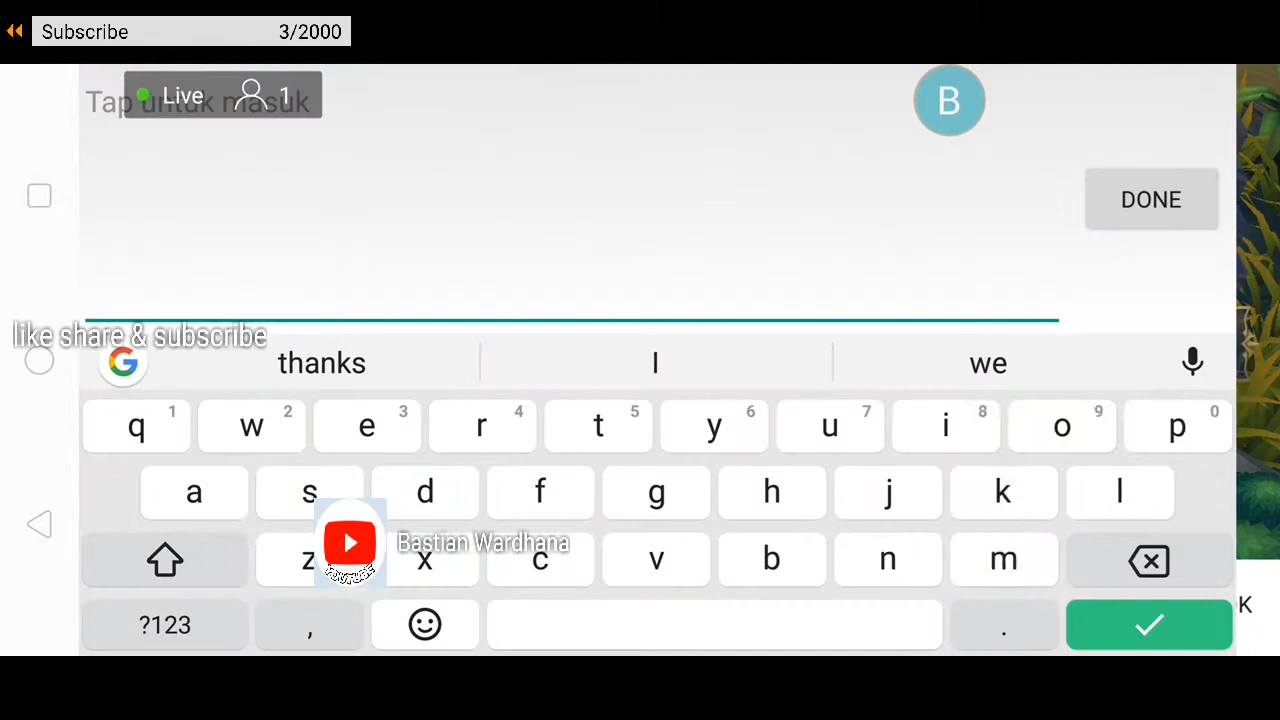 Subscribe 3/2000
Tap untuk masuk
Live 1
B
DONE
like share & subscribe
G thanks I we
q 1 w 2 e 3 r 4 t 5 y 6 u 7 i 8 o 9 p 0
a s d f g h j k l
z x c v b n m
Bastian Wardhana
YOUTUBE
?123 , .
K